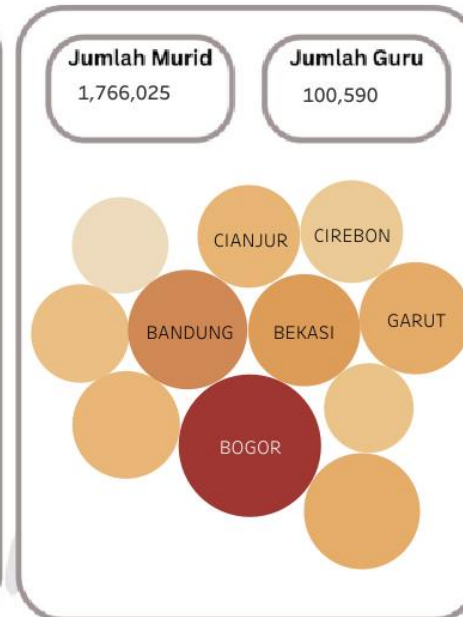 Jumlah Murid
1,766,025
Jumlah Guru
100,590
CIANJUR
CIREBON
BANDUNG
BEKASI
GARUT
BOGOR